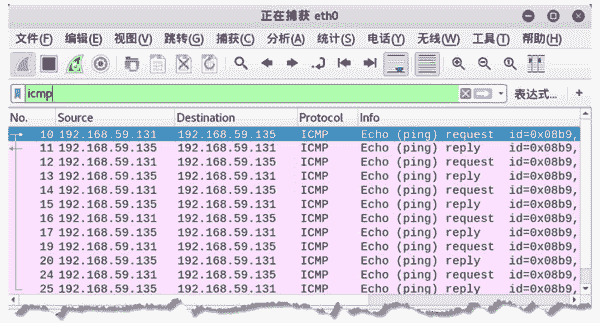 正在捕获 eth0
文件(F) 编辑(E) 视图(V) 跳转(G) 捕获(C) 分析(A) 统计(S) 电话(Y) 无线(W) 工具(T) 帮助(H)
icmp 表达式… +
No. Source Destination Protocol Info
10 192.168.59.131 192.168.59.135 ICMP Echo (ping) request id=0x08b9,
11 192.168.59.135 192.168.59.131 ICMP Echo (ping) reply id=0x08b9,
12 192.168.59.131 192.168.59.135 ICMP Echo (ping) request id=0x08b9,
13 192.168.59.135 192.168.59.131 ICMP Echo (ping) reply id=0x08b9,
14 192.168.59.131 192.168.59.135 ICMP Echo (ping) request id=0x08b9,
15 192.168.59.135 192.168.59.131 ICMP Echo (ping) reply id=0x08b9,
16 192.168.59.131 192.168.59.135 ICMP Echo (ping) request id=0x08b9,
17 192.168.59.135 192.168.59.131 ICMP Echo (ping) reply id=0x08b9,
19 192.168.59.131 192.168.59.135 ICMP Echo (ping) request id=0x08b9,
20 192.168.59.135 192.168.59.131 ICMP Echo (ping) reply id=0x08b9,
24 192.168.59.131 192.168.59.135 ICMP Echo (ping) request id=0x08b9,
25 192.168.59.135 192.168.59.131 ICMP Echo (ping) reply id=0x08b9,